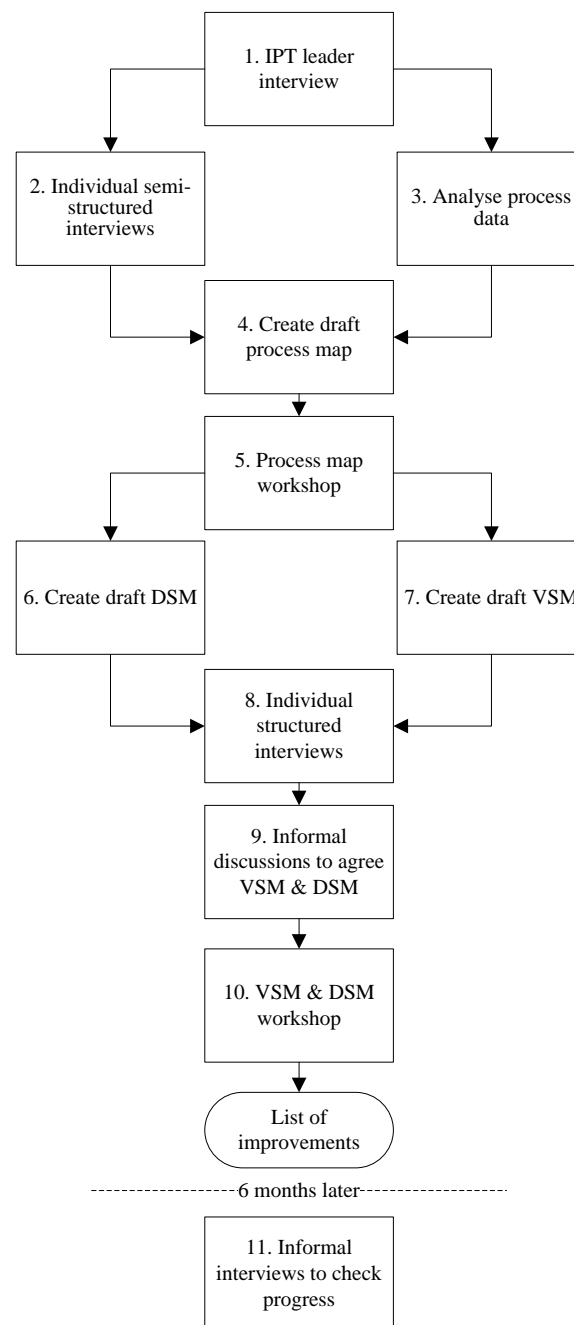 1. IPT leader
interview
2. Individual semi-
structured
interviews
3. Analyse process
data
4. Create draft
process map
5. Process map
workshop
6. Create draft DSM
7. Create draft VSM
8. Individual
structured
interviews
9. Informal
discussions to agree
VSM & DSM
10. VSM & DSM
workshop
List of
improvements
6 months later
11. Informal
interviews to check
progress